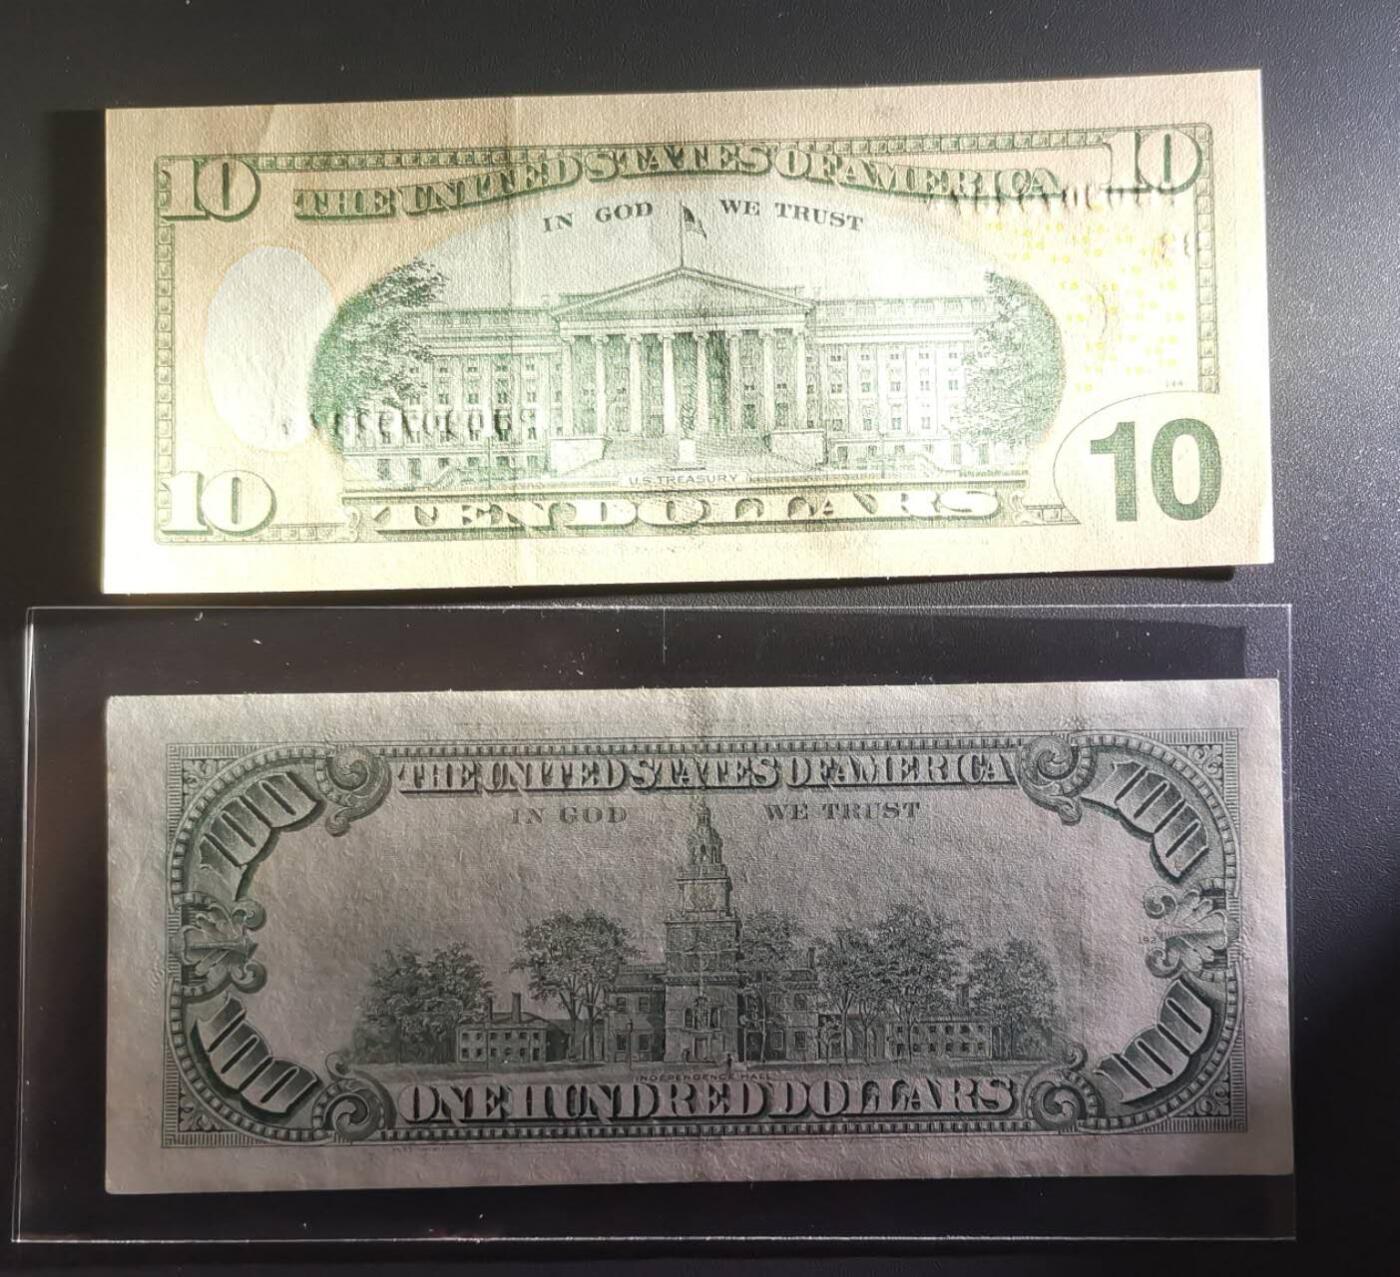 10 THE UNITED STATES OF AMERICA 10
IN GOD WE TRUST
U.S. TREASURY
10 TEN DOLLARS 10
100 THE UNITED STATES OF AMERICA 100
IN GOD WE TRUST
INDEPENDENCE HALL
100 ONE HUNDRED DOLLARS 100